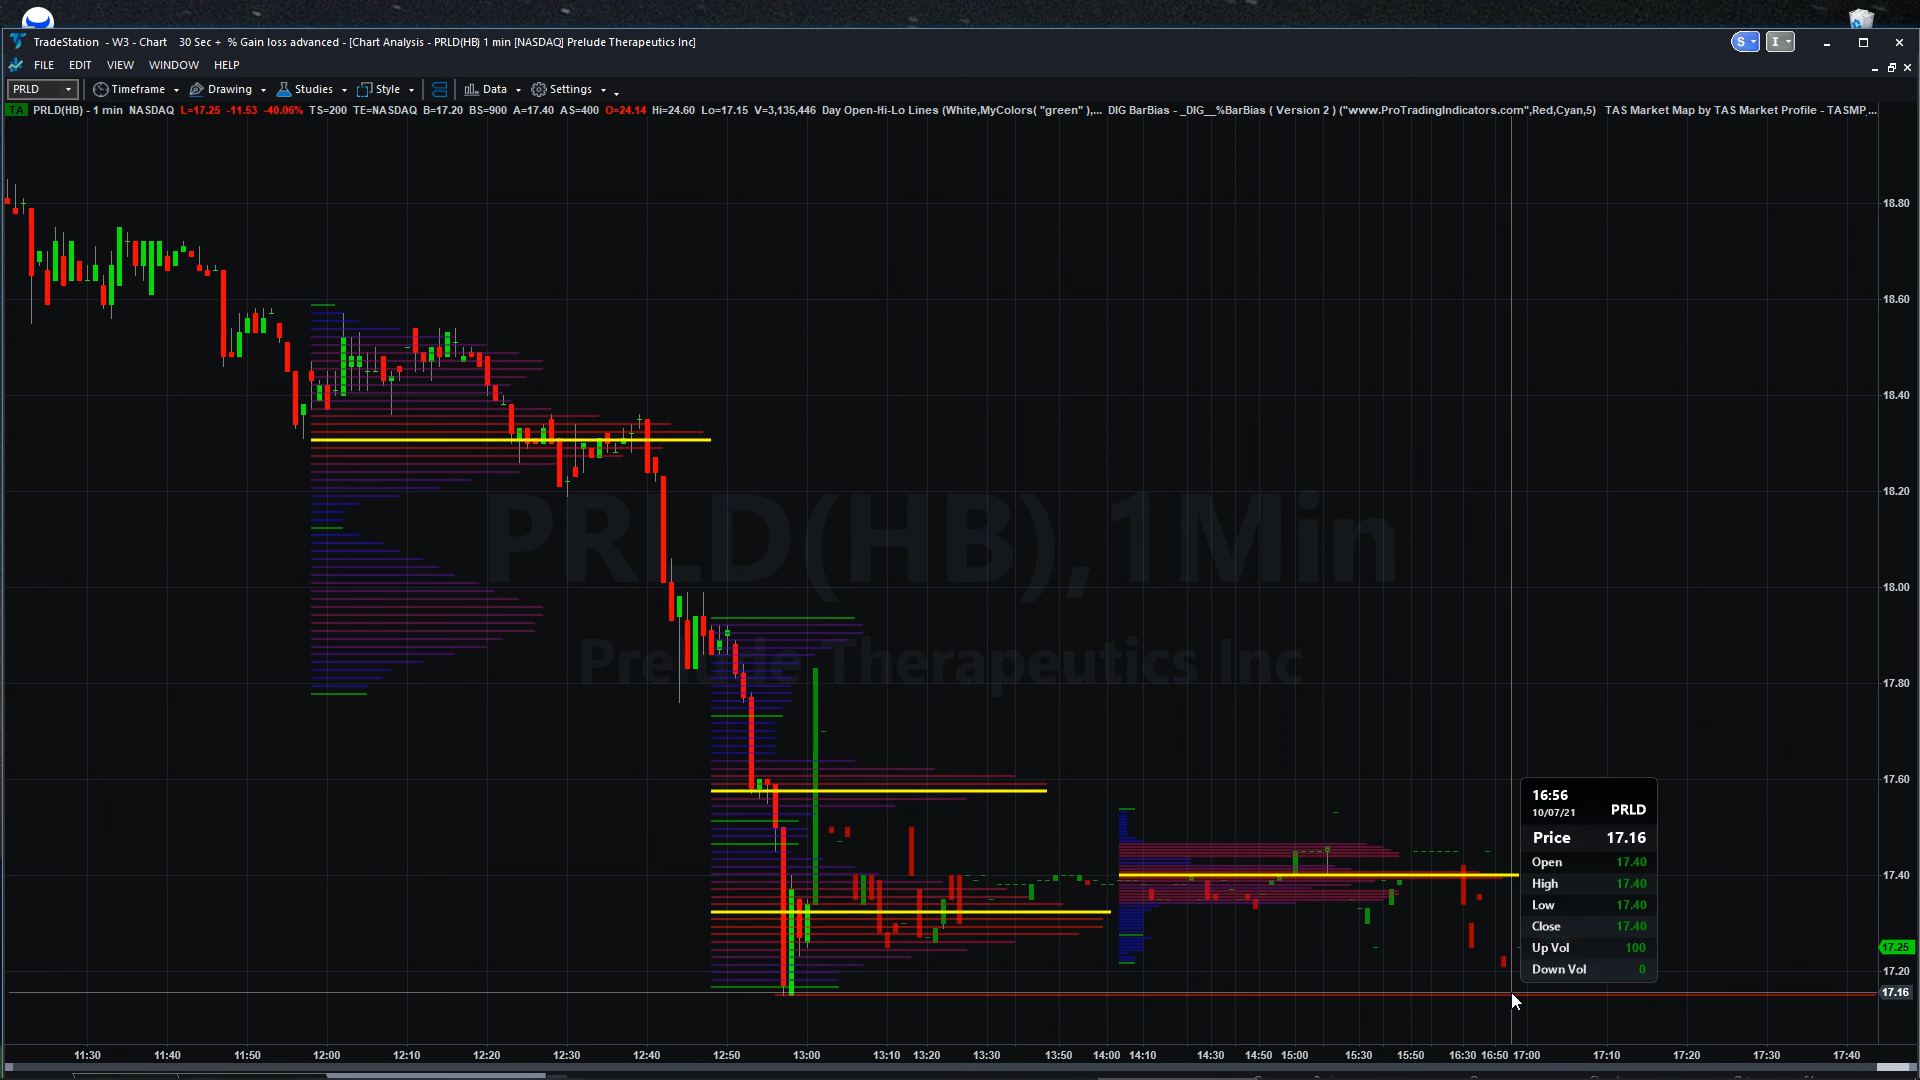 TradeStation - W3 - Chart 30 Sec + % Gain loss advanced - [Chart Analysis - PRLD(HB) 1 min [NASDAQ] Prelude Therapeutics Inc]
S I
FILE EDIT VIEW WINDOW HELP
PRLD Timeframe Drawing Studies Style Data Settings
TA PRLD(HB) - 1 min NASDAQ L=17.25 -11.53 -40.06% TS=200 TE=NASDAQ B=17.20 BS=900 A=17.40 AS=400 O=24.14 Hi=24.60 Lo=17.15 V=3,135,446 Day Open-Hi-Lo Lines (White,MyColors( "green" ),... DIG BarBias - _DIG__%BarBias ( Version 2 ) ("www.ProTradingIndicators.com",Red,Cyan,5) TAS Market Map by TAS Market Profile - TASMP_...
18.80
18.60
18.40
18.20
PRLD(HB),1Min
18.00
Prelude Therapeutics Inc
17.80
17.60
16:56
10/07/21 PRLD
Price 17.16
Open 17.40
17.40
High 17.40
Low 17.40
Close 17.40
Up Vol 100
17.25
Down Vol 0
17.20
17.16
11:30 11:40 11:50 12:00 12:10 12:20 12:30 12:40 12:50 13:00 13:10 13:20 13:30 13:50 14:00 14:10 14:30 14:50 15:00 15:30 15:50 16:30 16:50 17:00 17:10 17:20 17:30 17:40